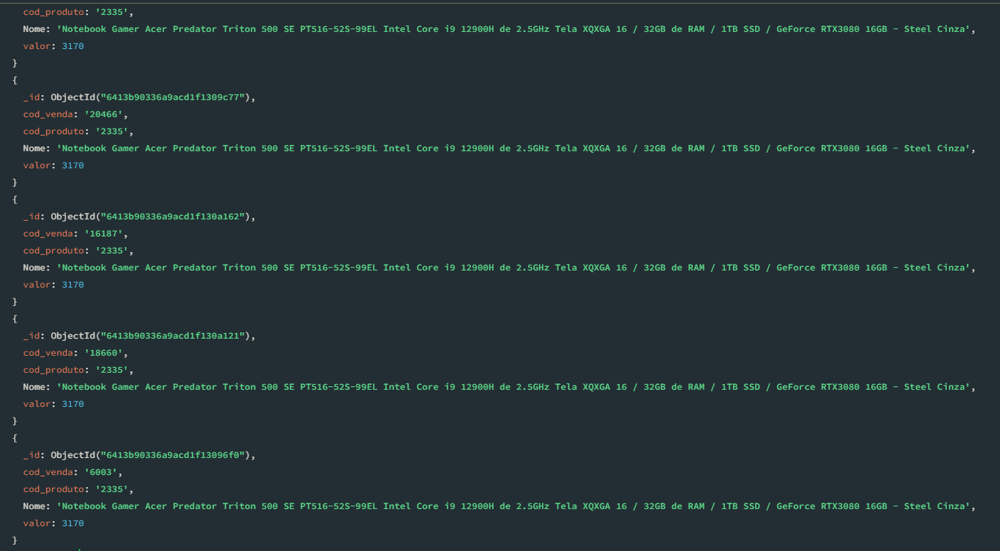 cod_produto: '2335',
Nome: 'Notebook Gamer Acer Predator Triton 500 SE PT516-52S-99EL Intel Core i9 12900H de 2.5GHz Tela XQXGA 16 / 32GB de RAM / 1TB SSD / GeForce RTX3080 16GB - Steel Cinza',
valor: 3170
}
{
_id: ObjectId("6413b90336a9acd1f1309c77"),
cod_venda: '20466',
cod_produto: '2335',
Nome: 'Notebook Gamer Acer Predator Triton 500 SE PT516-52S-99EL Intel Core i9 12900H de 2.5GHz Tela XQXGA 16 / 32GB de RAM / 1TB SSD / GeForce RTX3080 16GB - Steel Cinza',
valor: 3170
}
{
_id: ObjectId("6413b90336a9acd1f130a162"),
cod_venda: '16187',
cod_produto: '2335',
Nome: 'Notebook Gamer Acer Predator Triton 500 SE PT516-52S-99EL Intel Core i9 12900H de 2.5GHz Tela XQXGA 16 / 32GB de RAM / 1TB SSD / GeForce RTX3080 16GB - Steel Cinza',
valor: 3170
}
{
_id: ObjectId("6413b90336a9acd1f130a121"),
cod_venda: '18660',
cod_produto: '2335',
Nome: 'Notebook Gamer Acer Predator Triton 500 SE PT516-52S-99EL Intel Core i9 12900H de 2.5GHz Tela XQXGA 16 / 32GB de RAM / 1TB SSD / GeForce RTX3080 16GB - Steel Cinza',
valor: 3170
}
{
_id: ObjectId("6413b90336a9acd1f13096f0"),
cod_venda: '6003',
cod_produto: '2335',
Nome: 'Notebook Gamer Acer Predator Triton 500 SE PT516-52S-99EL Intel Core i9 12900H de 2.5GHz Tela XQXGA 16 / 32GB de RAM / 1TB SSD / GeForce RTX3080 16GB - Steel Cinza',
valor: 3170
}